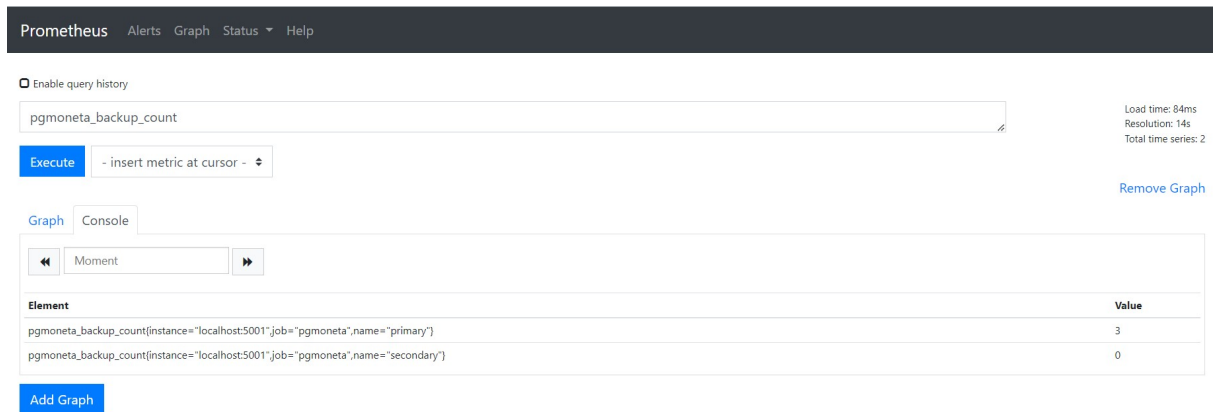 Prometheus Alerts Graph Status Help
Enable query history
pgmoneta_backup_count
Load time: 84ms
Resolution: 14s
Total time series: 2
Execute - insert metric at cursor -
Remove Graph
Graph Console
Moment
Element Value
pgmoneta_backup_count{instance="localhost:5001",job="pgmoneta",name="primary"} 3
pgmoneta_backup_count{instance="localhost:5001",job="pgmoneta",name="secondary"} 0
Add Graph